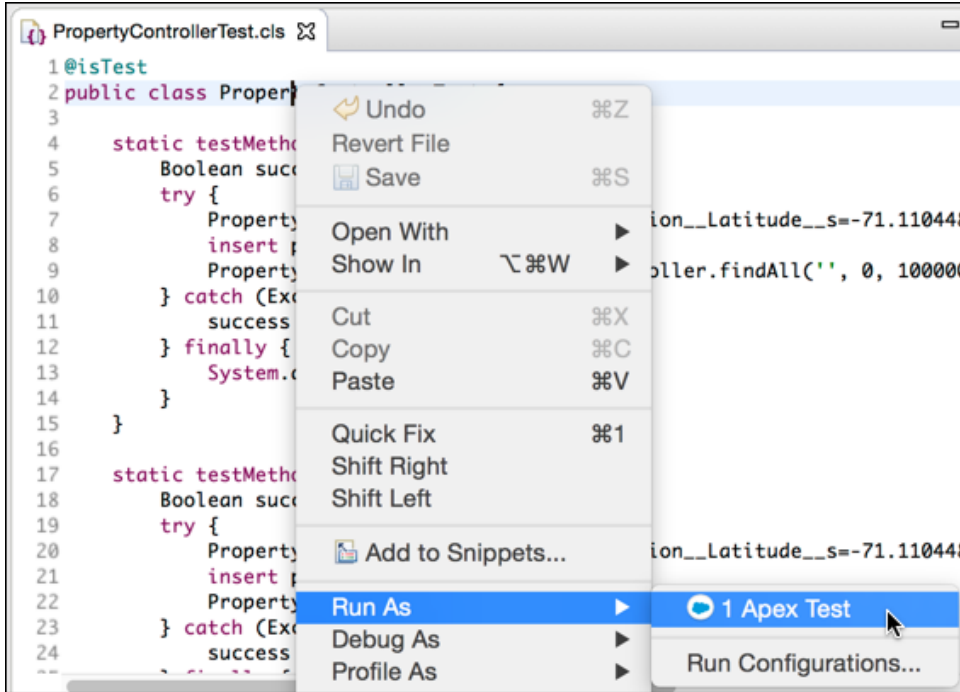 PropertyControllerTest.cls
1 @isTest
2 public class Proper
3
4 static testMetho
5 Boolean succ
6 try {
7 Property ion__Latitude__s=-71.11044
8 insert p
9 Property oller.findAll('', 0, 100000
10 } catch (Exc
11 success
12 } finally {
13 System.
14 }
15 }
16
17 static testMetho
18 Boolean succ
19 try {
20 Property ion__Latitude__s=-71.11044
21 insert p
22 Property
23 } catch (Exc
24 success
Undo ⌘Z
Revert File
Save ⌘S
Open With ▶
Show In ⌥⌘W ▶
Cut ⌘X
Copy ⌘C
Paste ⌘V
Quick Fix ⌘1
Shift Right
Shift Left
Add to Snippets...
Run As ▶
Debug As ▶
Profile As ▶
1 Apex Test
Run Configurations...